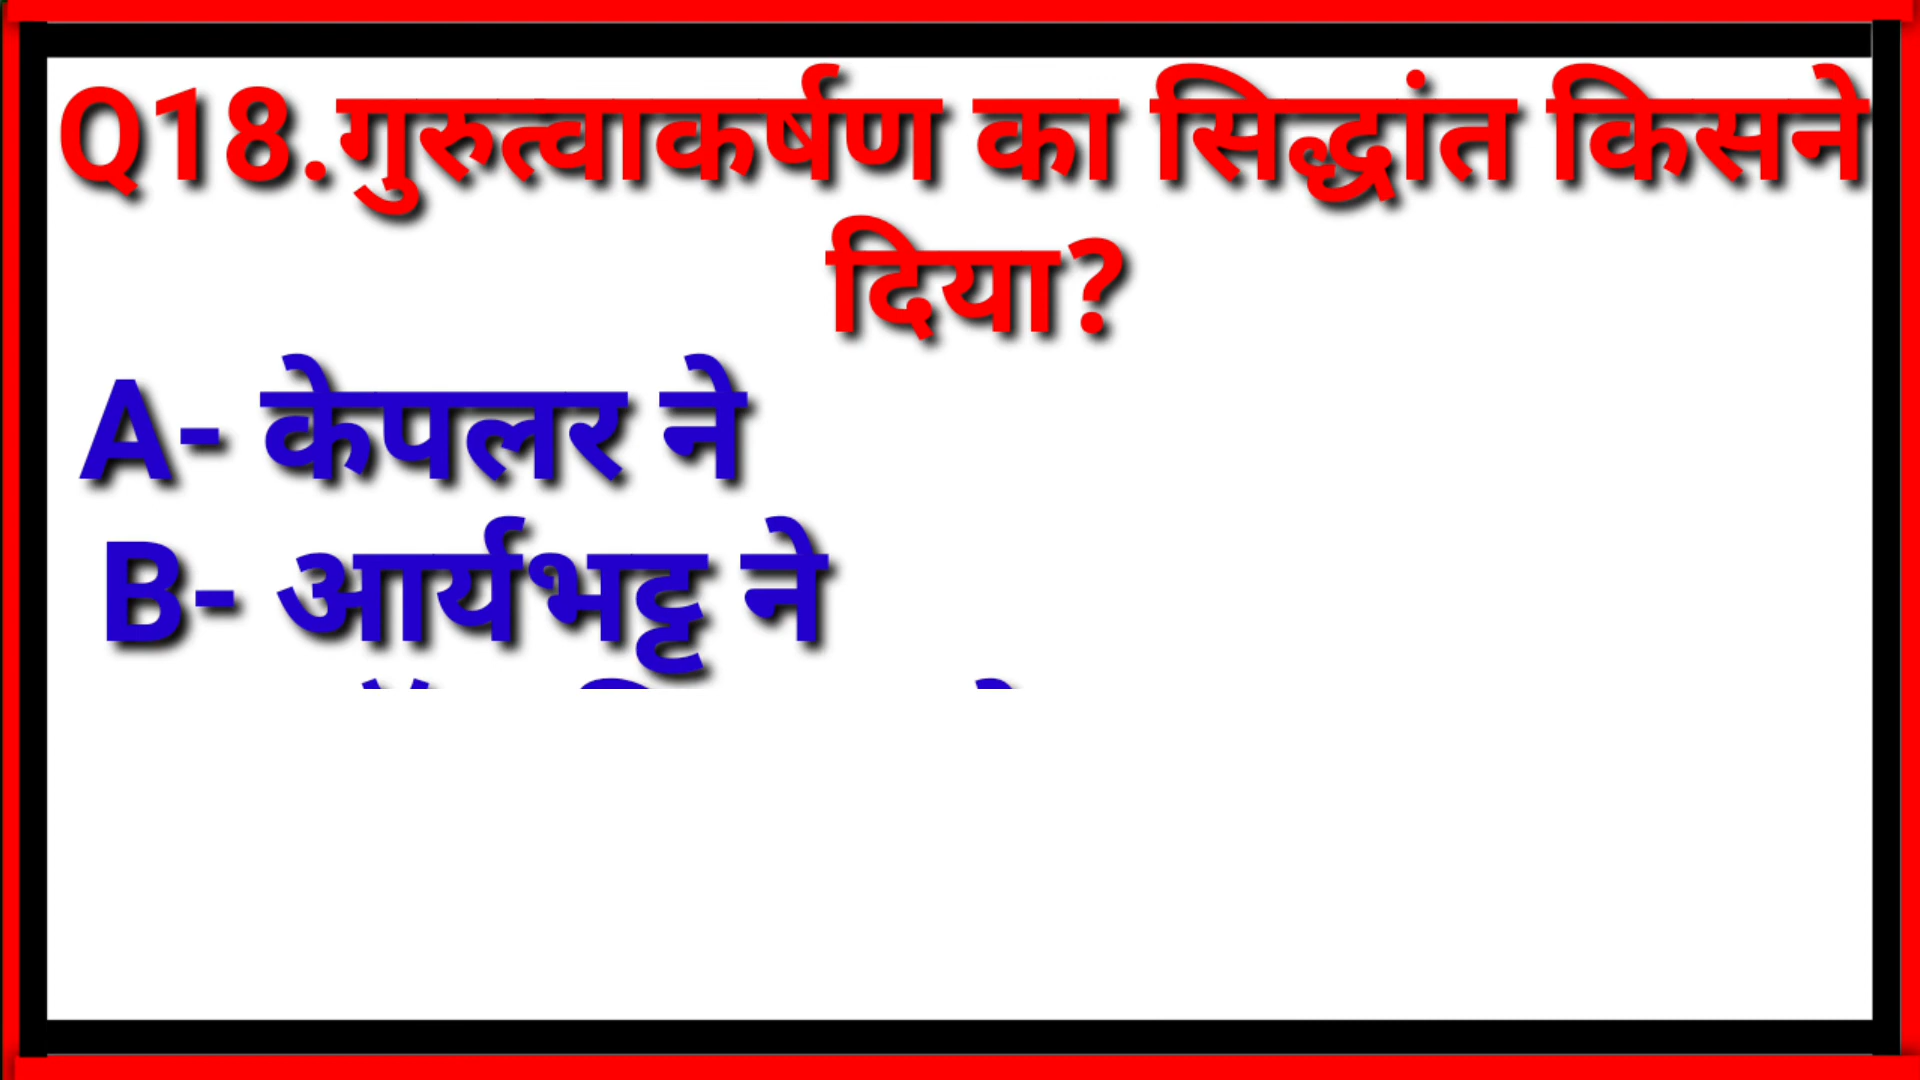 Q18.गुरुत्वाकर्षण का सिद्धांत किसने
दिया?
A- केपलर ने
B- आर्यभट्ट ने